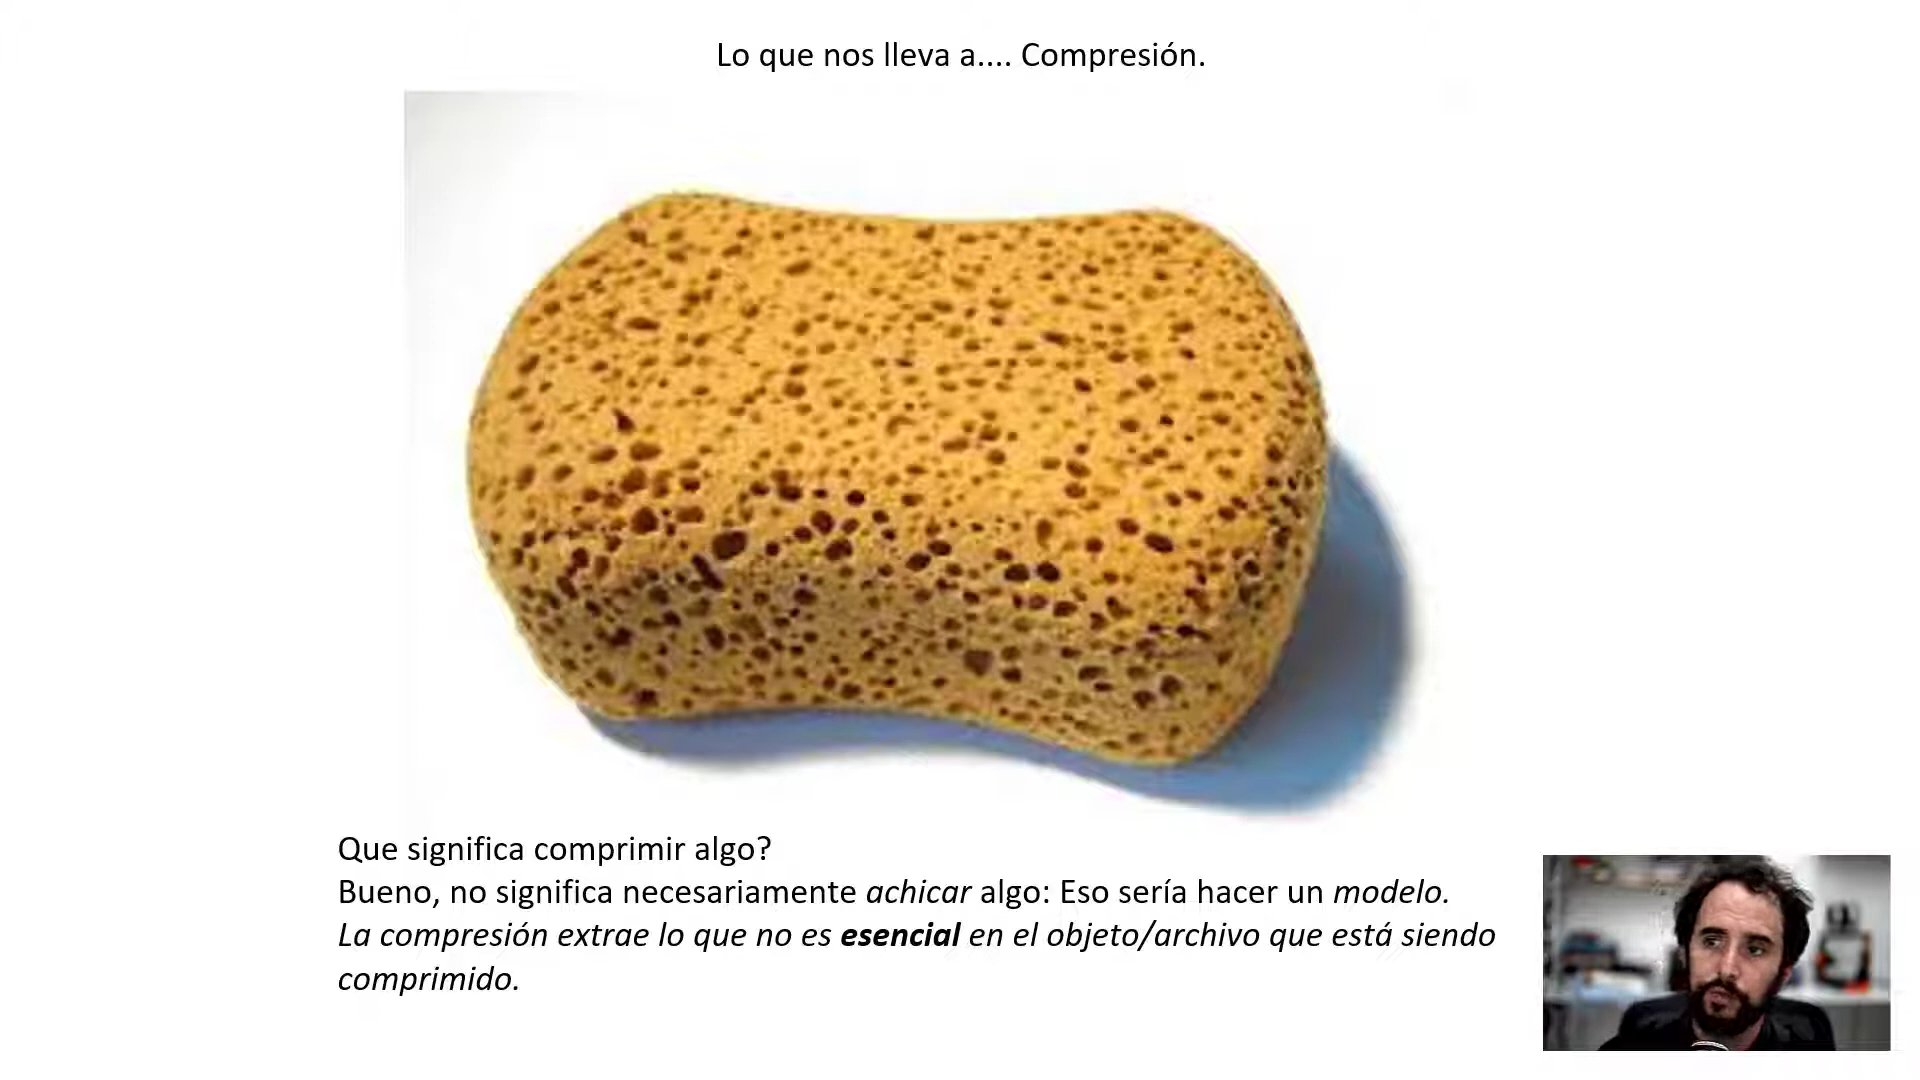 Lo que nos lleva a.... Compresión.
Que significa comprimir algo?
Bueno, no significa necesariamente achicar algo: Eso sería hacer un modelo.
La compresión extrae lo que no es esencial en el objeto/archivo que está siendo
comprimido.